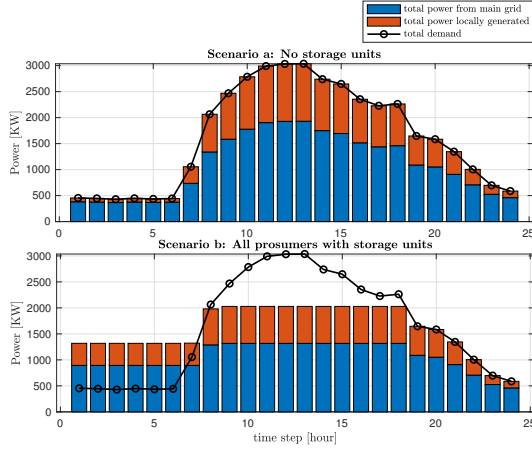 total power from main grid
total power locally generated
total demand
Scenario a: No storage units
3000
2500
2000
1500
1000
500
0
Power [KW]
0 5 10 15 20 25
Scenario b: All prosumers with storage units
3000
2500
2000
1500
1000
500
0
Power [KW]
0 5 10 15 20 25
time step [hour]